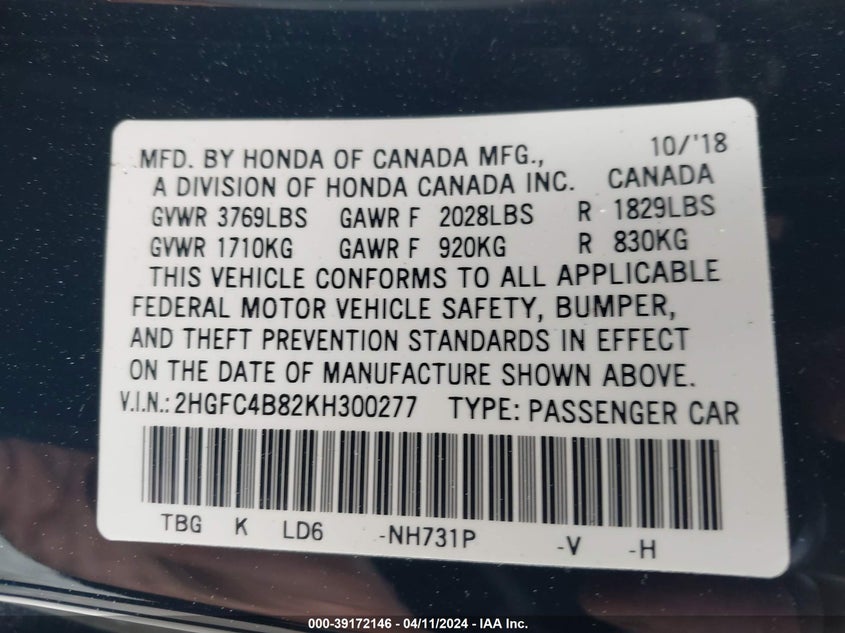 MFD. BY HONDA OF CANADA MFG., 10/'18
A DIVISION OF HONDA CANADA INC. CANADA
GVWR 3769LBS GAWR F 2028LBS R 1829LBS
GVWR 1710KG GAWR F 920KG R 830KG
THIS VEHICLE CONFORMS TO ALL APPLICABLE
FEDERAL MOTOR VEHICLE SAFETY, BUMPER,
AND THEFT PREVENTION STANDARDS IN EFFECT
ON THE DATE OF MANUFACTURE SHOWN ABOVE.
V.I.N.: 2HGFC4B82KH300277 TYPE: PASSENGER CAR
TBG K LD6 -NH731P -V -H
000-39172146 - 04/11/2024 - IAA Inc.